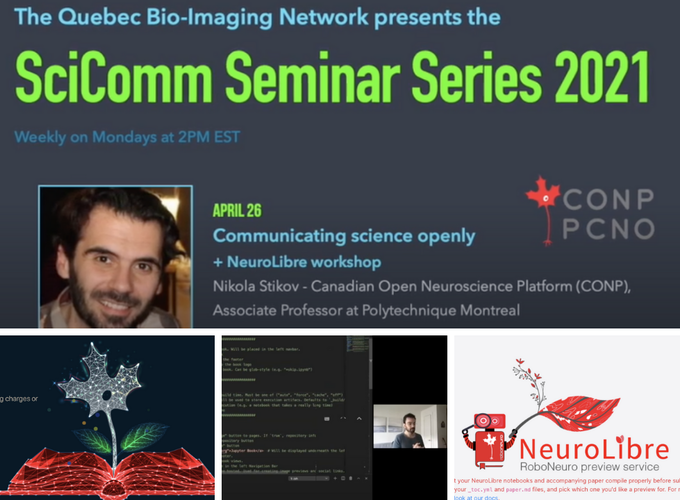 The Quebec Bio-Imaging Network presents the
SciComm Seminar Series 2021
Weekly on Mondays at 2PM EST
APRIL 26
Communicating science openly
+ NeuroLibre workshop
Nikola Stikov - Canadian Open Neuroscience Platform (CONP),
Associate Professor at Polytechnique Montreal
CONP
PCNO
g charges or
NeuroLibre
RoboNeuro preview service
t your NeuroLibre notebooks and accompanying paper compile properly before su
your _toc.yml and paper.md files, and pick which one you'd like a preview for. For
look at our docs.